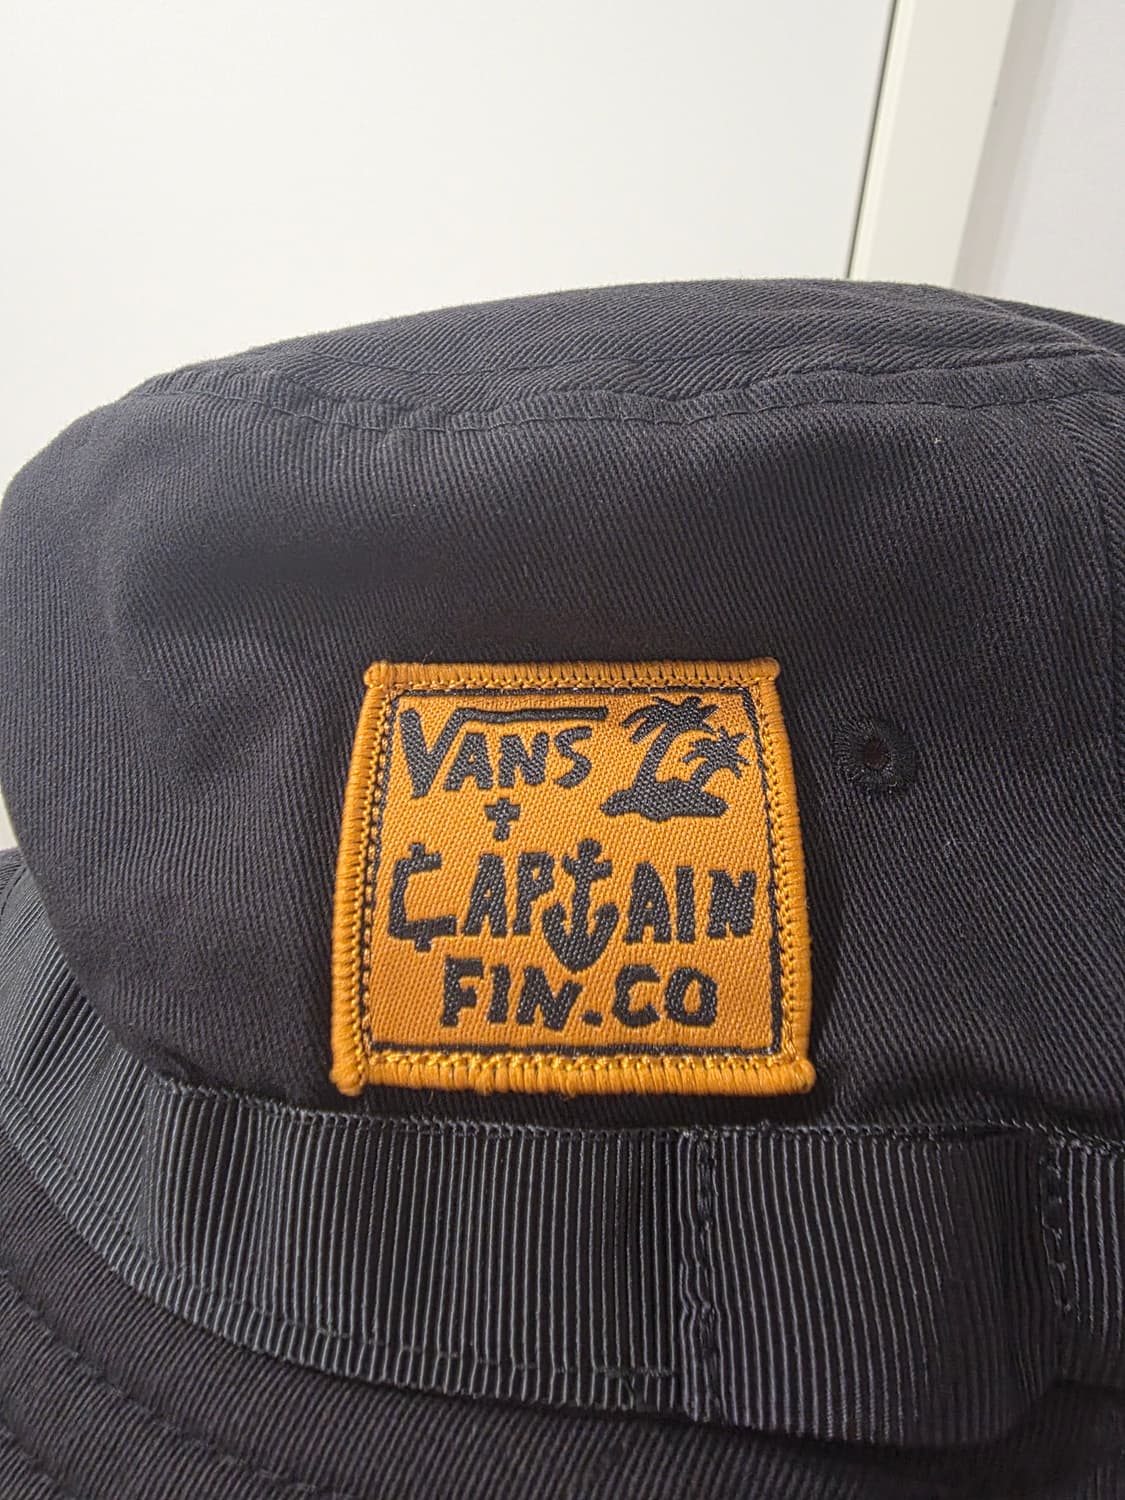 VANS
+
CAPTAIN
FIN.CO